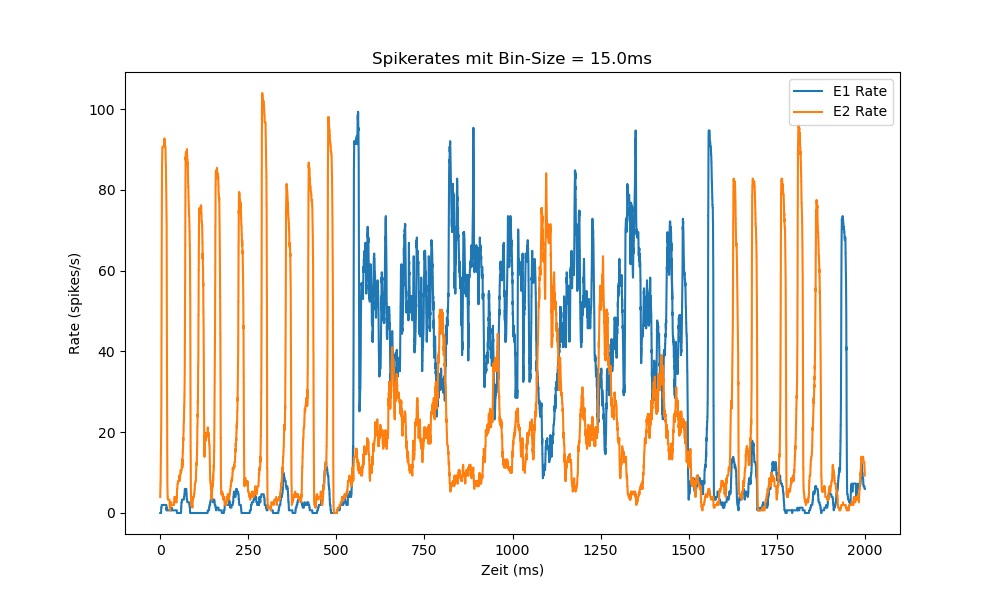 Spikerates mit Bin-Size = 15.0ms
E1 Rate
E2 Rate
100
80
60
40
20
0
Rate (spikes/s)
0 250 500 750 1000 1250 1500 1750 2000
Zeit (ms)